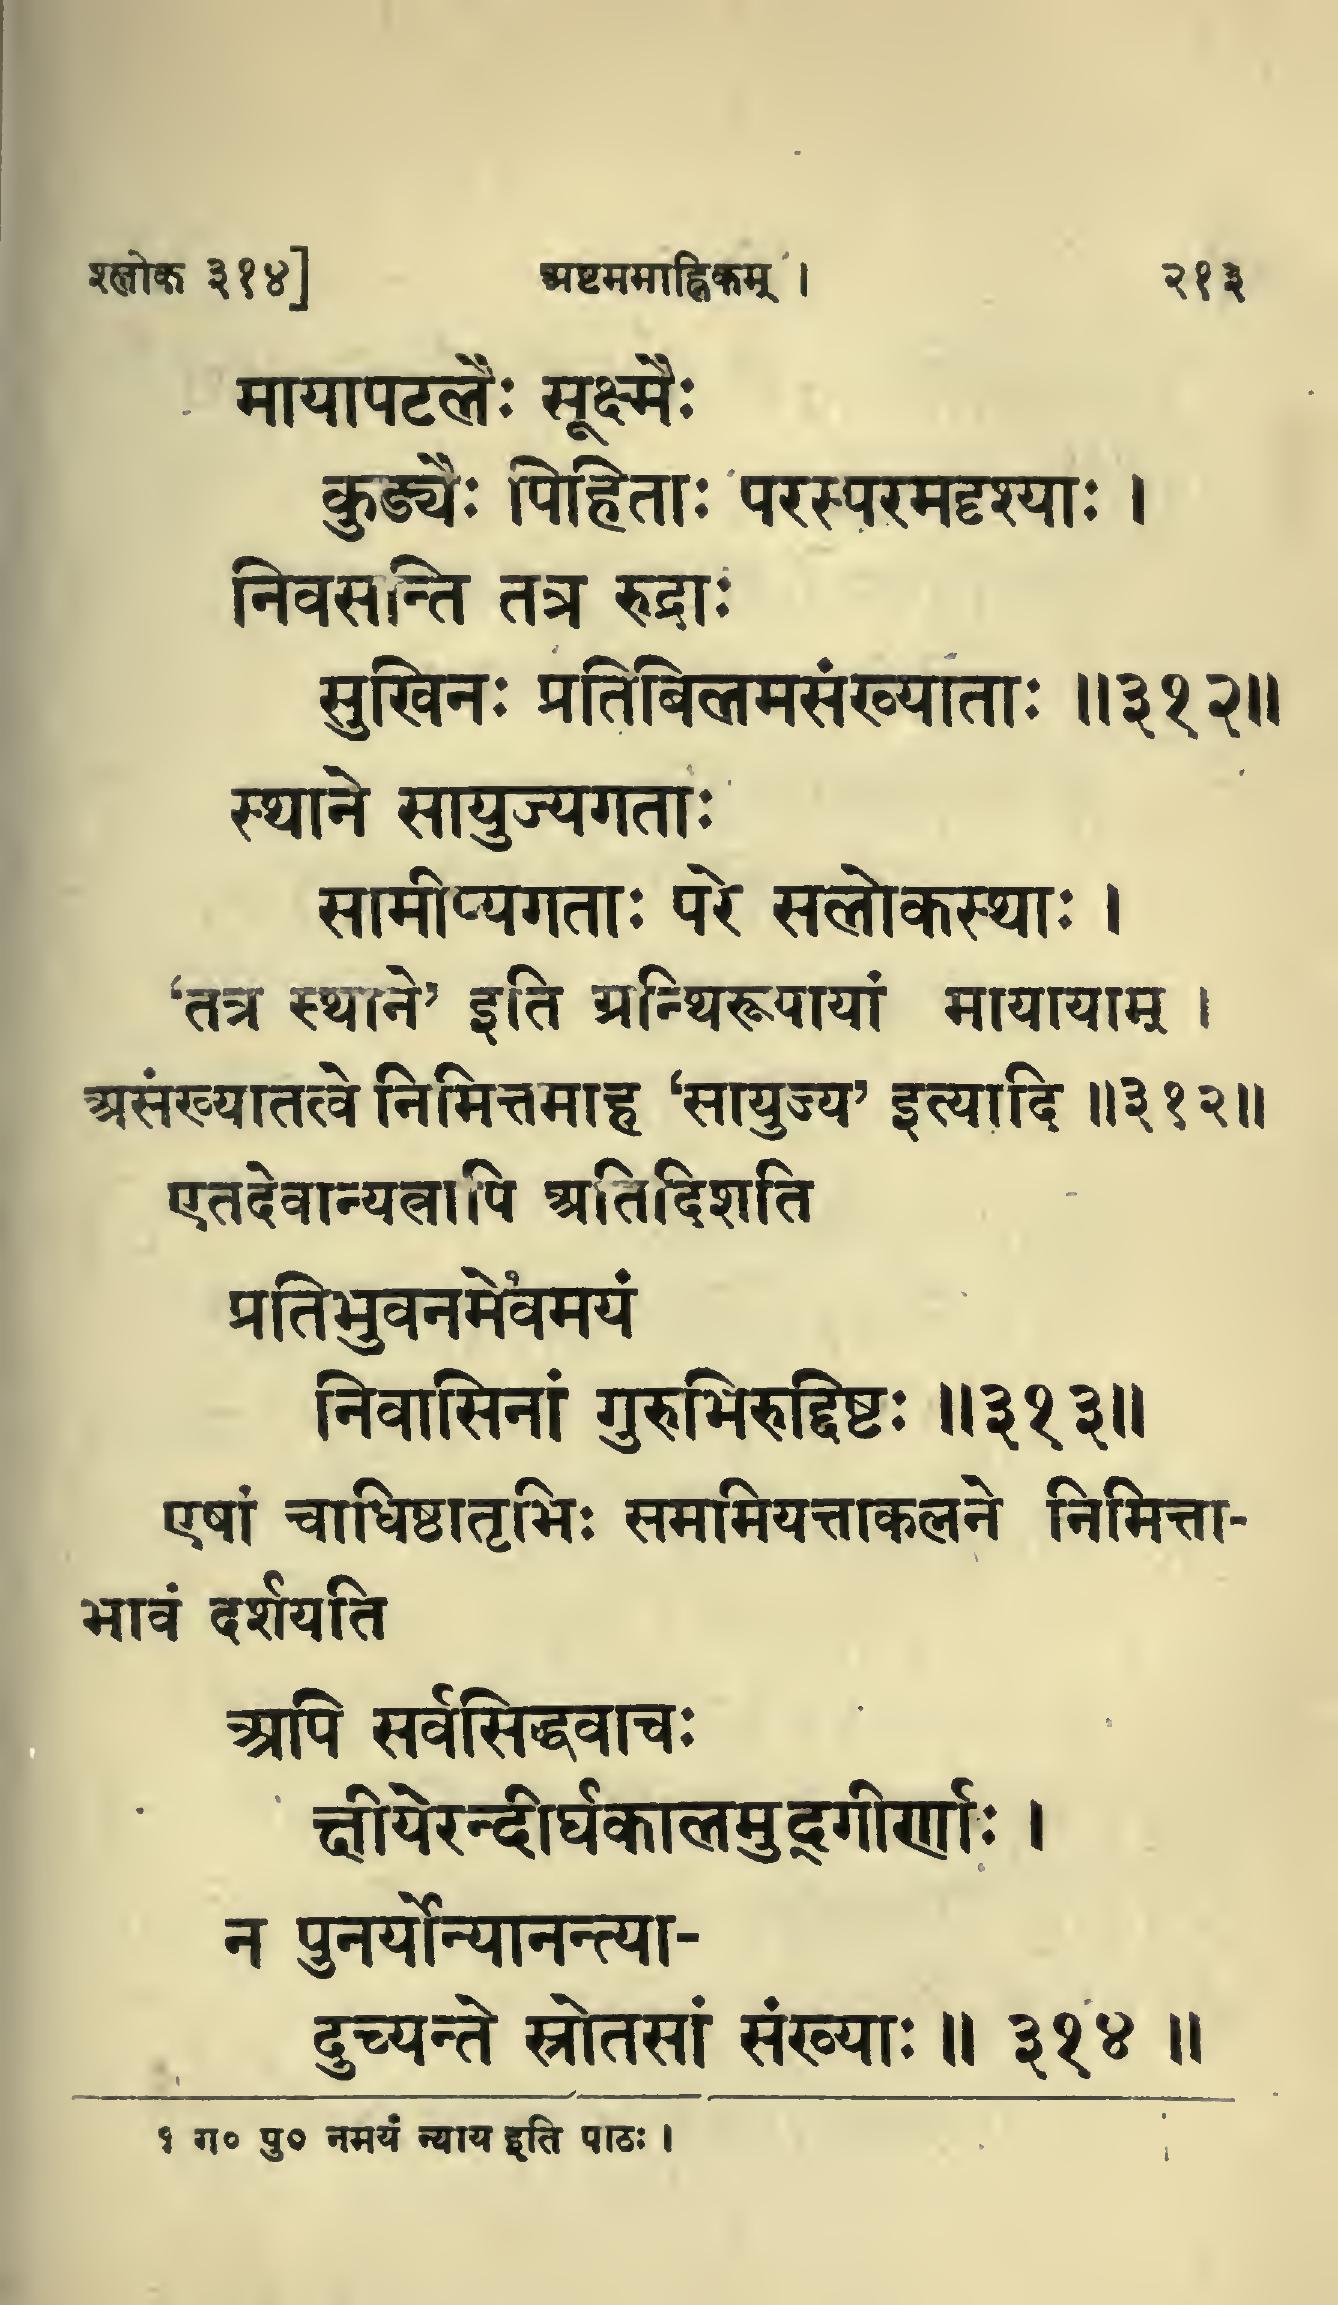 श्लोक ३१४] अष्टममाह्निकम् । २१३
मायापटलैः सूक्ष्मैः
कुड्यैः पिहिताः परस्परमदृश्याः ।
निवसन्ति तत्र रुद्राः
सुखिनः प्रतिबिलमसंख्याताः ॥३१२॥
स्थाने सायुज्यगताः
सामीप्यगताः परे सलोकस्थाः ।
‘तत्र स्थाने’ इति ग्रन्थिरूपायां मायायाम् ।
असंख्यातत्वे निमित्तमाह ‘सायुज्य’ इत्यादि ॥३१२॥
एतदेवान्यत्रापि अतिदिशति
प्रतिभुवनमे१वमयं
निवासिनां गुरुभिरुद्दिष्टः ॥३१३॥
एषां चाधिष्ठातृभिः सममियत्ताकलने निमित्ता-
भावं दर्शयति
अपि सर्वसिद्धवाचः
क्षीयेरन्दीर्घकालमुद्गीर्णाः ।
न पुनर्योन्यानन्त्या-
दुच्यन्ते स्रोतसां संख्याः ॥ ३१४ ॥
१ ग० पु० नमयं न्याय इति पाठः ।